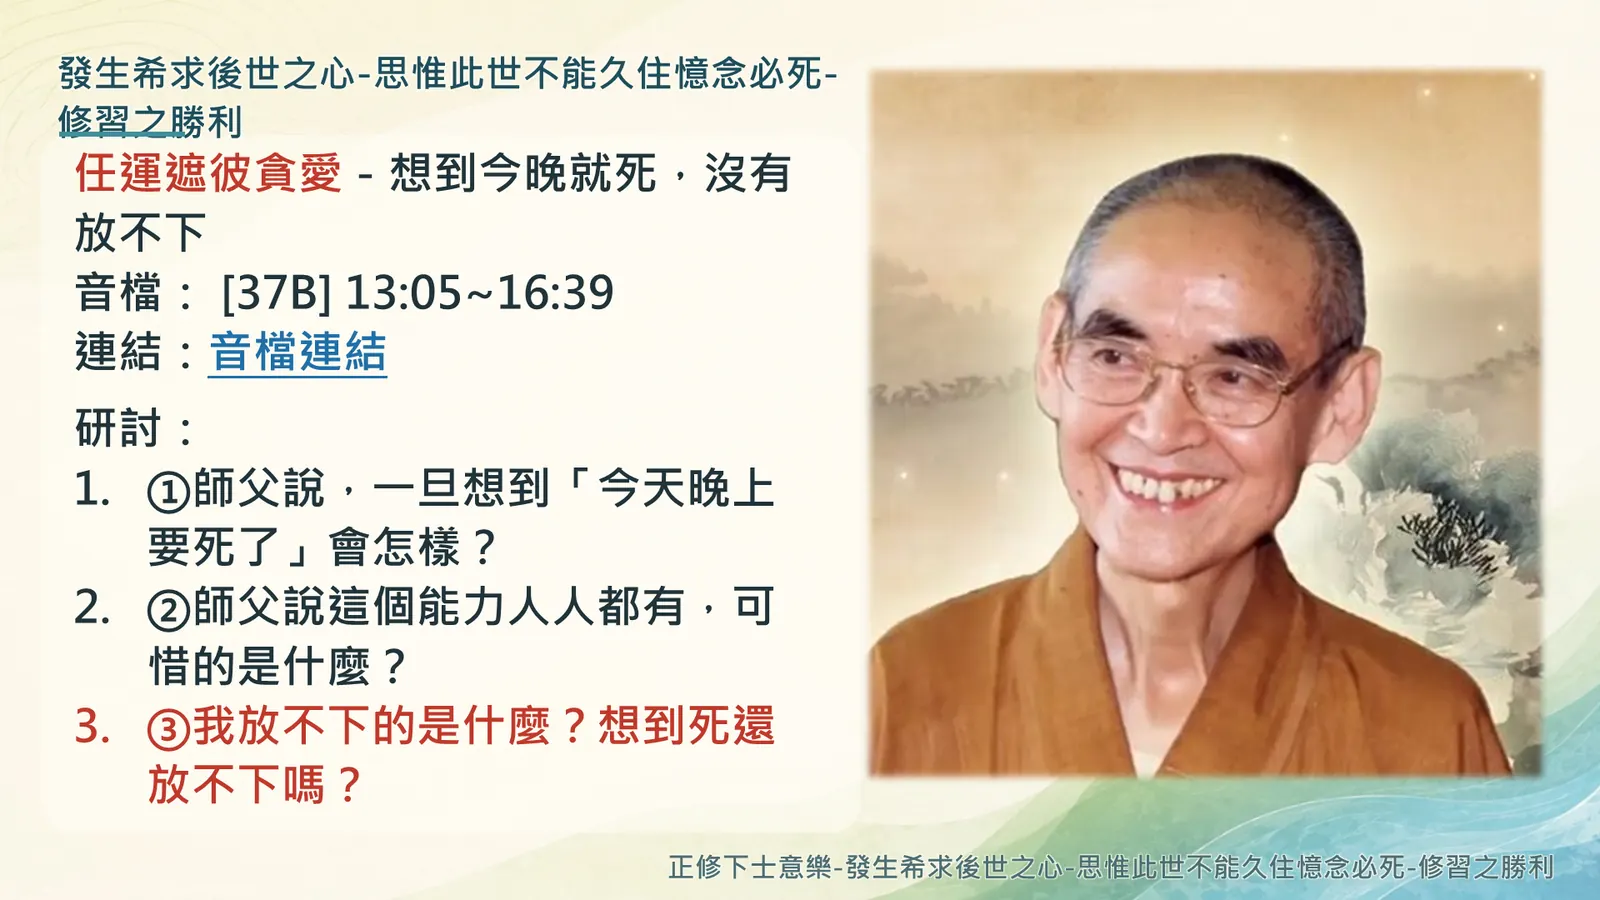 發生希求後世之心-思惟此世不能久住憶念必死-
修習之勝利
任運遮彼貪愛 - 想到今晚就死，沒有
放不下
音檔： [37B] 13:05~16:39
連結：音檔連結
研討：
1. ①師父說，一旦想到「今天晚上
要死了」會怎樣？
2. ②師父說這個能力人人都有，可
惜的是什麼？
3. ③我放不下的是什麼？想到死還
放不下嗎？
正修下士意樂-發生希求後世之心-思惟此世不能久住憶念必死-修習之勝利